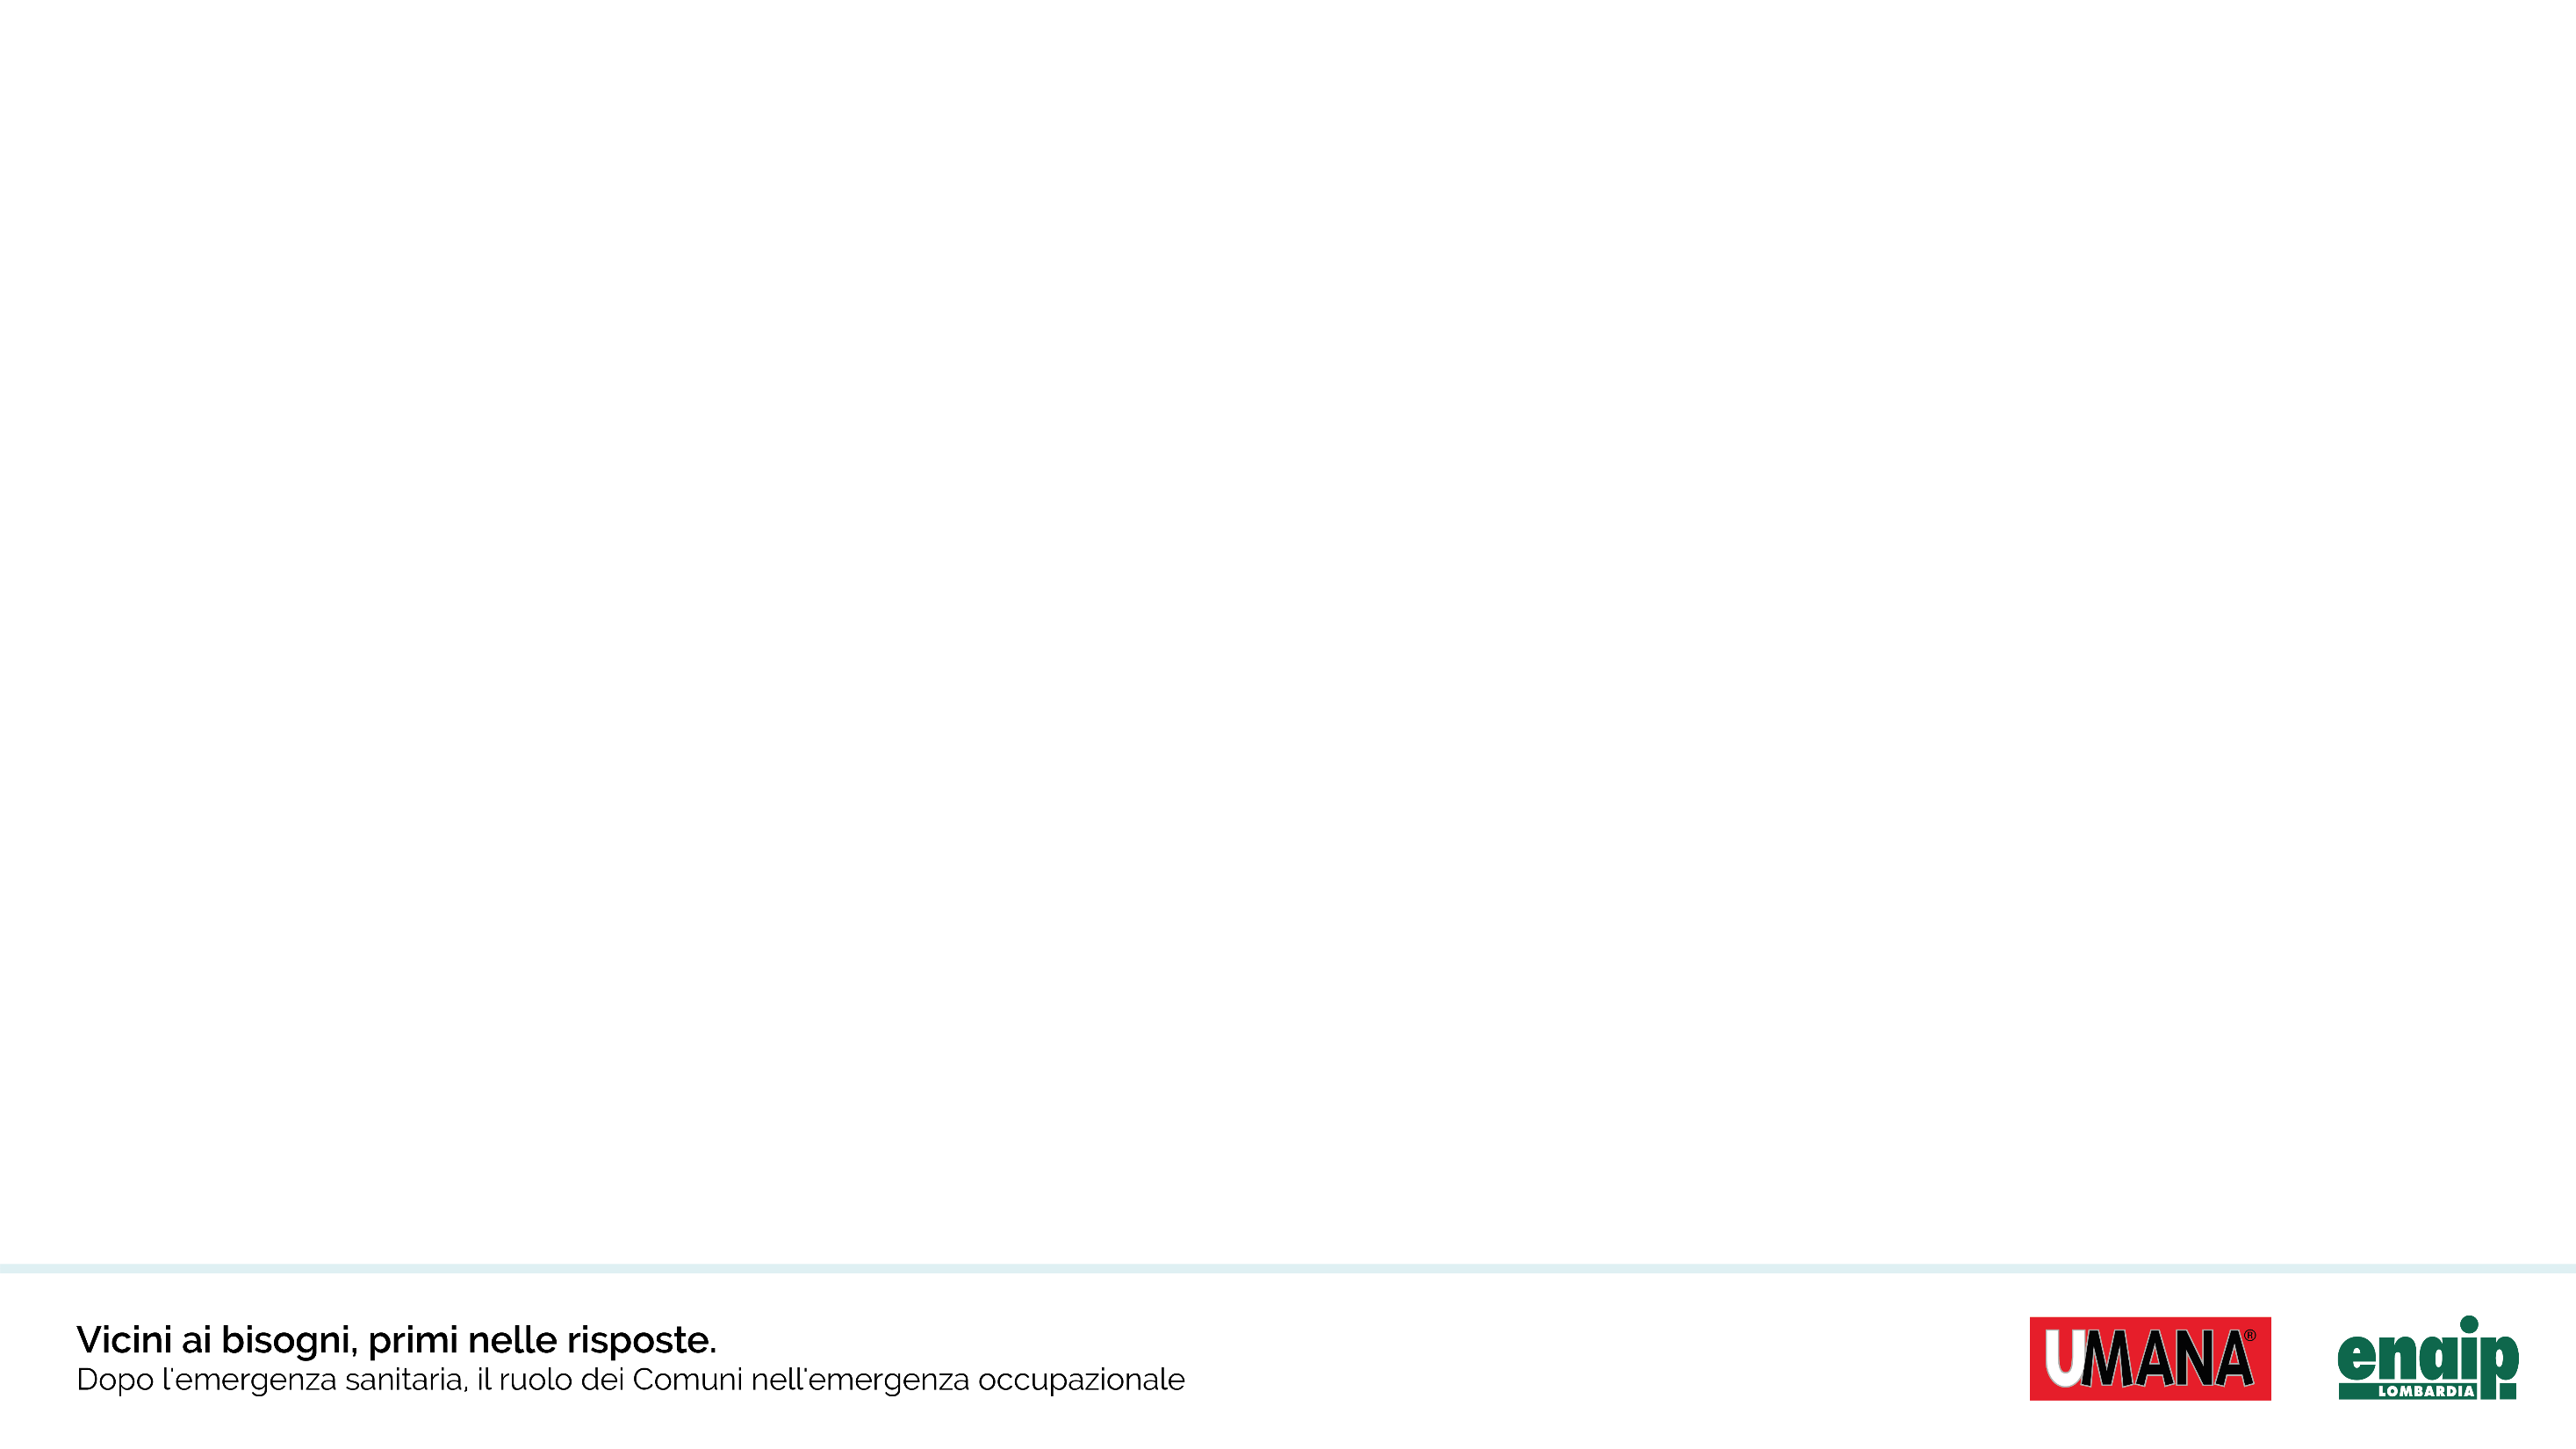 Vicini ai bisogni, primi nelle risposte.
Dopo l'emergenza sanitaria, il ruolo dei Comuni nell'emergenza occupazionale
UMANA®
enaip
LOMBARDIA